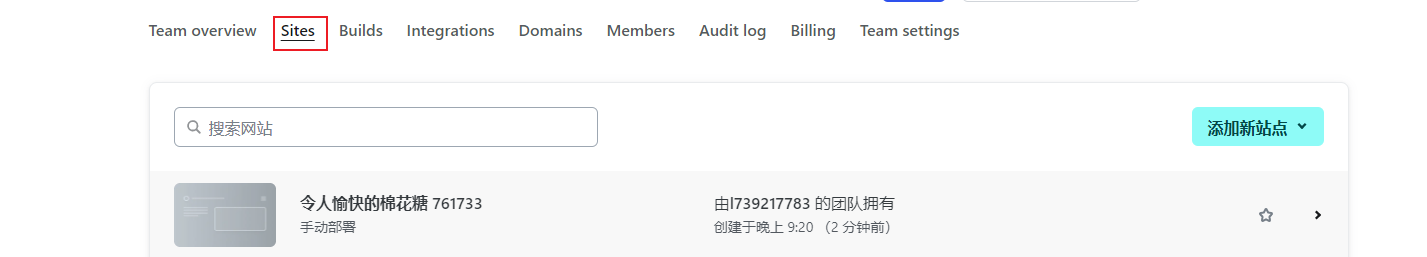 Team overview Sites Builds Integrations Domains Members Audit log Billing Team settings
搜索网站 添加新站点
令人愉快的棉花糖 761733 由l739217783 的团队拥有
手动部署 创建于晚上 9:20 （2 分钟前）